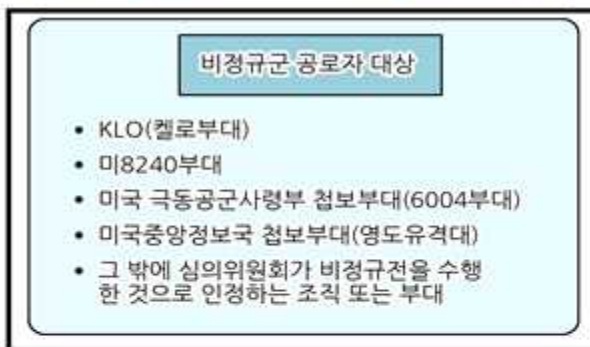 비정규군 공로자 대상
• KLO(켈로부대)
• 미8240부대
• 미국 극동공군사령부 첩보부대(6004부대)
• 미국중앙정보국 첩보부대(영도유격대)
• 그 밖에 심의위원회가 비정규전을 수행
한 것으로 인정하는 조직 또는 부대